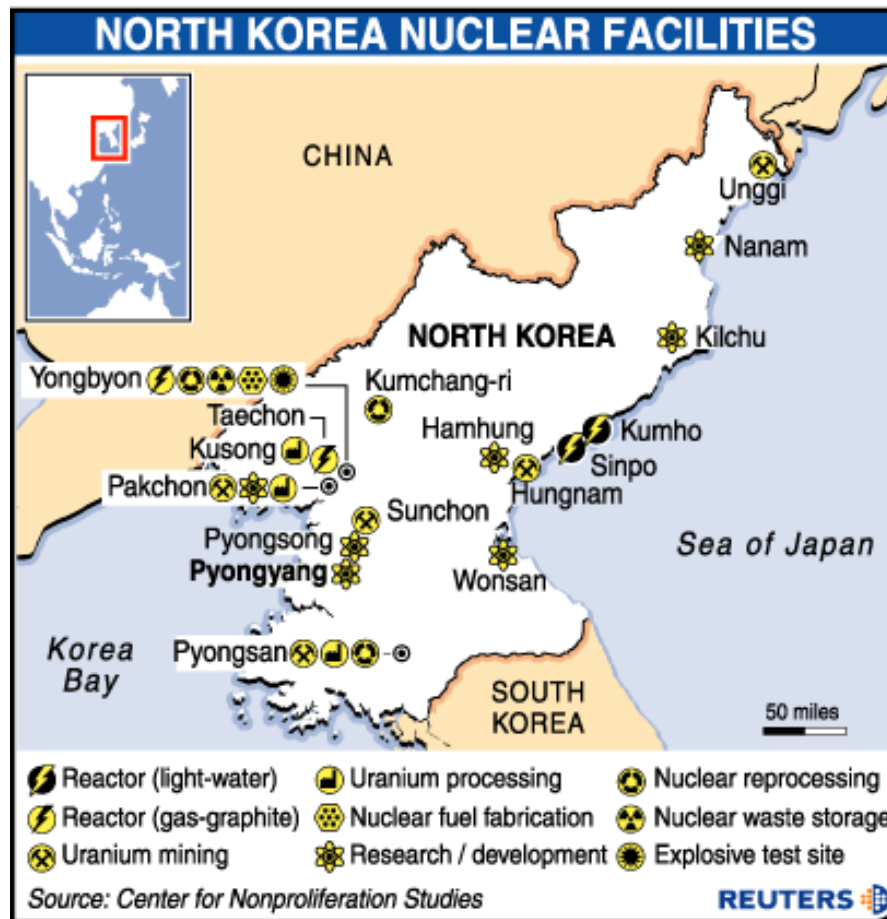 NORTH KOREA NUCLEAR FACILITIES
CHINA
Unggi
Nanam
NORTH KOREA
Kilchu
Yongbyon
Kumchang-ri
Taechon
Hamhung
Kumho
Kusong
Sinpo
Pakchon
Hungnam
Sunchon
Pyongsong
Sea of Japan
Pyongyang
Wonsan
Korea
Bay
Pyongsan
SOUTH
KOREA
50 miles
Reactor (light-water)
Uranium processing
Nuclear reprocessing
Reactor (gas-graphite)
Nuclear fuel fabrication
Nuclear waste storage
Uranium mining
Research / development
Explosive test site
Source: Center for Nonproliferation Studies
REUTERS